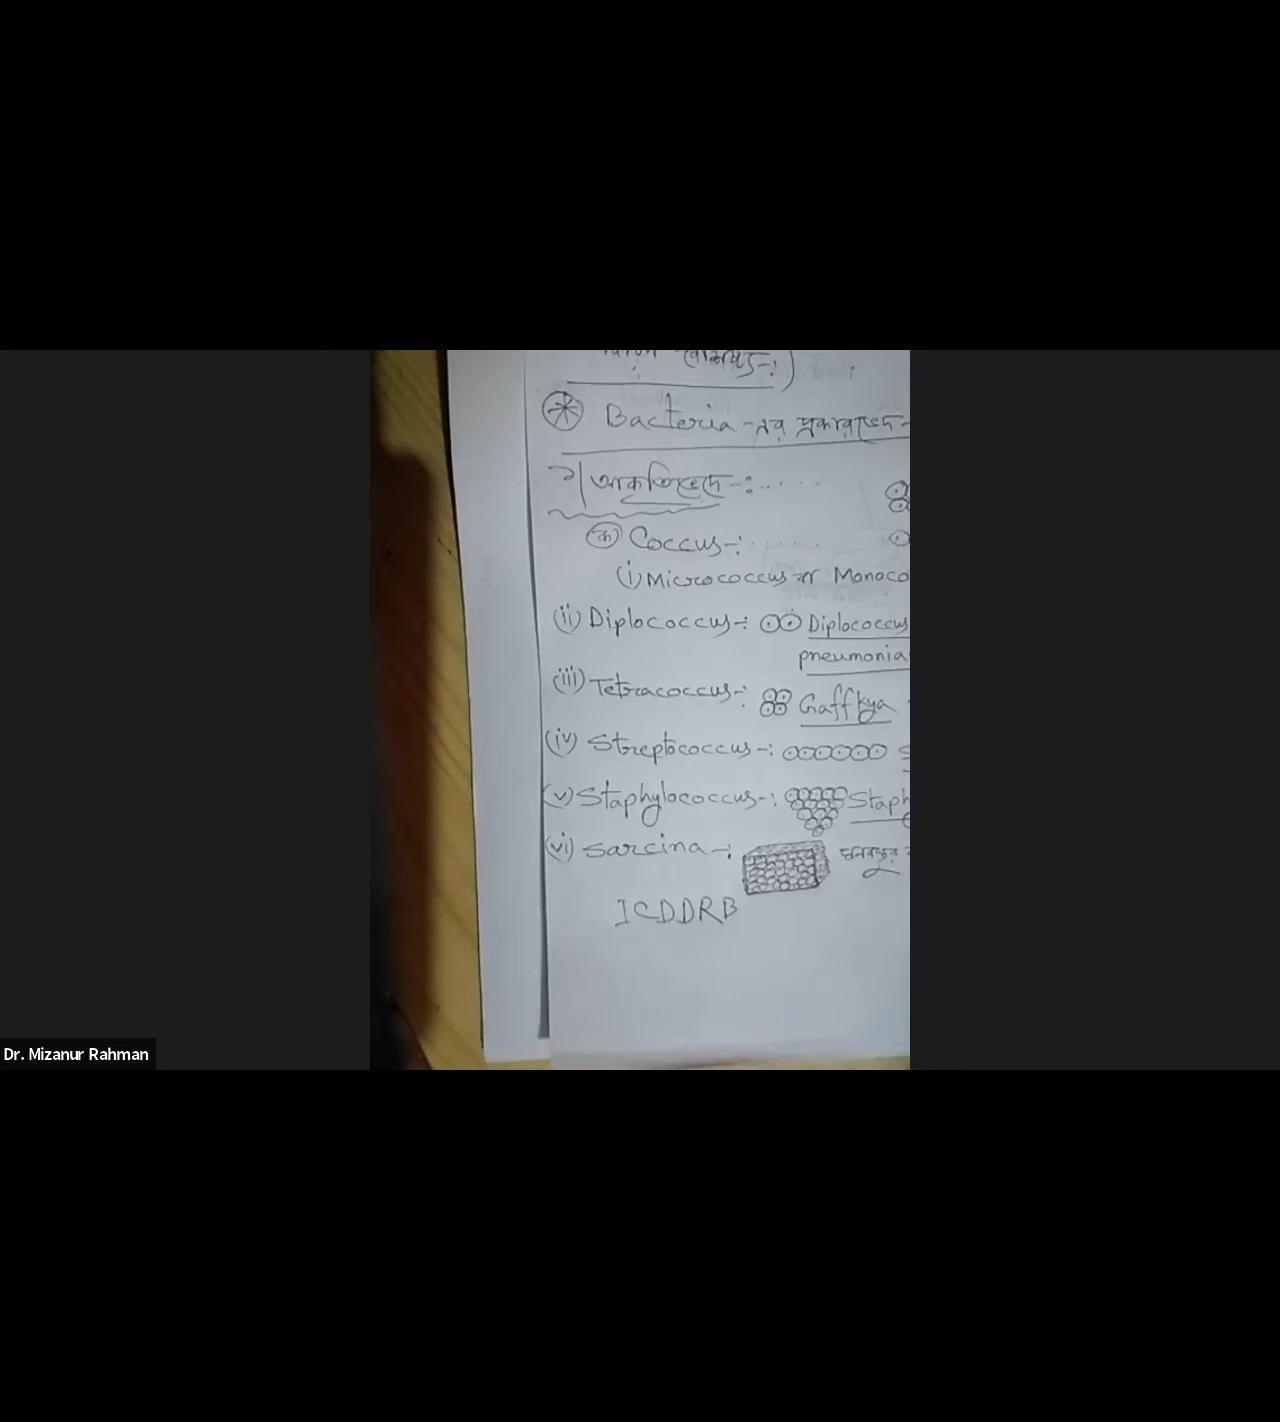 Bacteria-এর প্রকারভেদ-
১| আকৃতিভেদে-:
ক Coccus-:
(i) Micrococcus বা Monoco
(ii) Diplococcus-: Diplococcus
pneumonia
(iii) Tetracoccus-: Gaffkya
(iv) Streptococcus-: S
(v) Staphylococcus-: Staph
(vi) Sarcina-:
ICDDRB
Dr. Mizanur Rahman